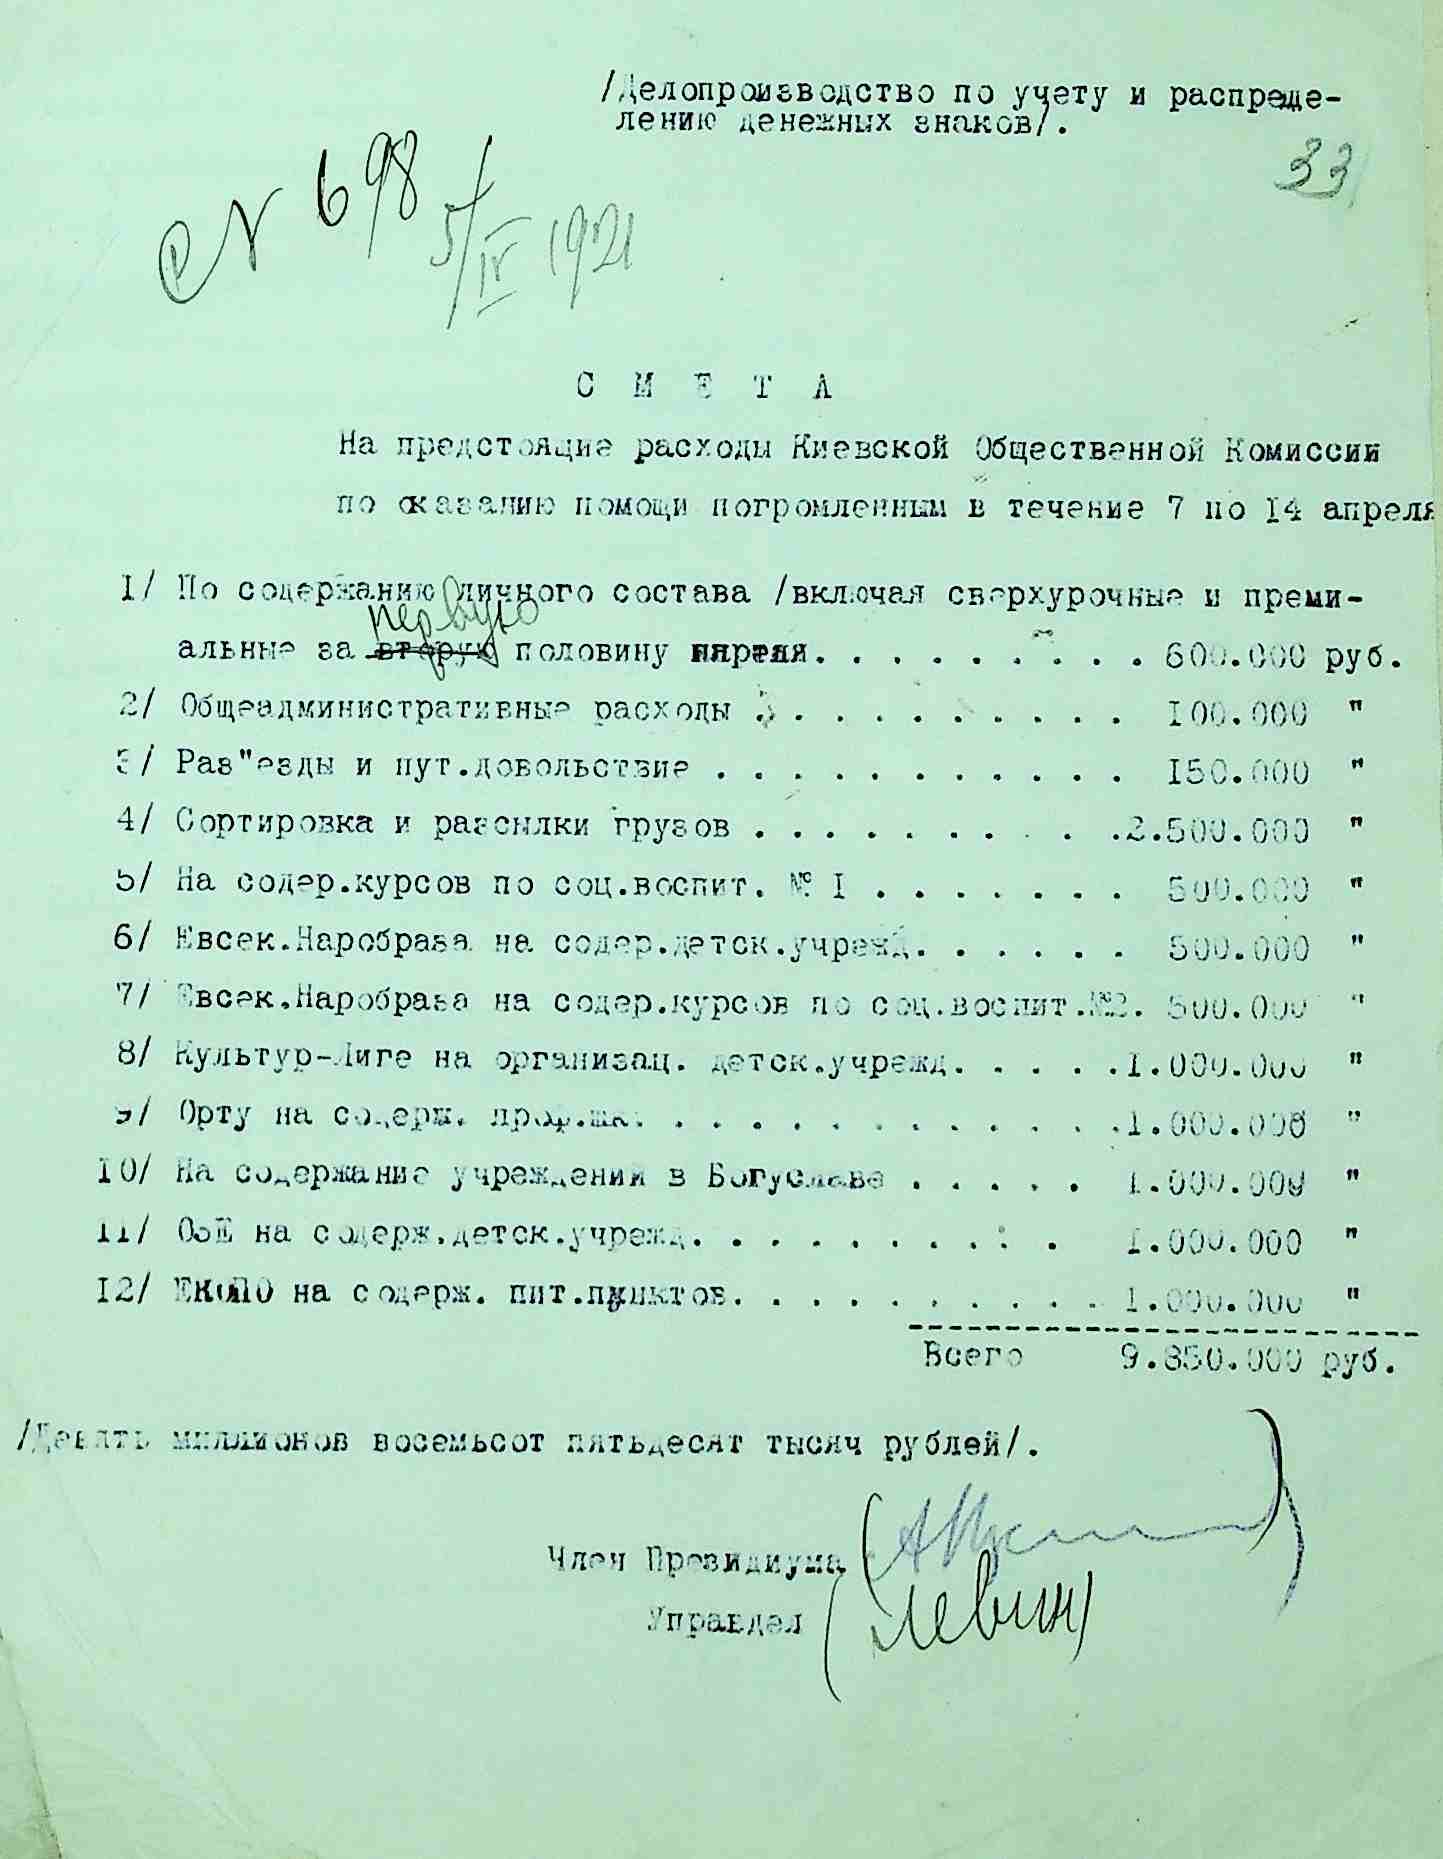 /Делопроизводство по учету и распреде-
лению денежных знаков/.
33
№ 698 5/IV 1921
С М Е Т А
На предстоящие расходы Киевской Общественной Комиссии
по оказанию помощи погромленным в течение 7 по 14 апреля
1/ По содержанию личного состава /включая сверхурочные и преми-
первую
альные за вторую половину апреля. . . . . . . . . . 600.000 руб.
2/ Общеадминистративные расходы . . . . . . . . . . 100.000 "
3/ Раз"езды и пут.довольствие . . . . . . . . . . . . 150.000 "
4/ Сортировка и разсылки грузов . . . . . . . . . . .2.500.000 "
5/ На содер.курсов по соц.воспит. № I . . . . . . . 500.000 "
6/ Евсек.Наробраза на содер.детск.учрежд. . . . . . 500.000 "
7/ Евсек.Наробраза на содер.курсов по соц.воспит.№2. 500.000 "
8/ Культур-Лиге на организац. детск.учрежд. . . . . .1.000.000 "
9/ Орту на содерж. проф.шк. . . . . . . . . . . . . .1.000.000 "
10/ На содержание учреждений в Богуславе . . . . . 1.000.000 "
11/ ОЗЕ на содерж.детск.учрежд. . . . . . . . . . 1.000.000 "
12/ ЕКОПО на содерж. пит.пунктов. . . . . . . . . . . 1.000.000 "
Всего 9.850.000 руб.
/Девять миллионов восемьсот пятьдесят тысяч рублей/.
Член Президиума
Управдел (Левин)